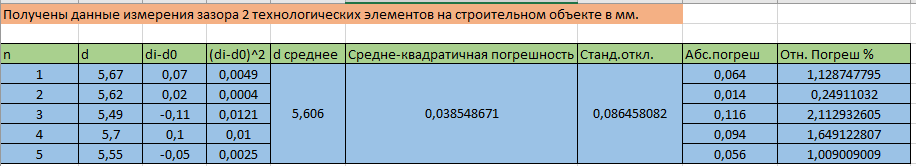 Получены данные измерения зазора 2 технологических элементов на строительном объекте в мм.
n d di-d0 (di-d0)^2 d среднее Средне-квадратичная погрешность Станд.откл. Абс.погреш Отн. Погреш %
1 5,67 0,07 0,0049 0,064 1,128747795
2 5,62 0,02 0,0004 0,014 0,24911032
3 5,49 -0,11 0,0121 5,606 0,038548671 0,086458082 0,116 2,112932605
4 5,7 0,1 0,01 0,094 1,649122807
5 5,55 -0,05 0,0025 0,056 1,009009009